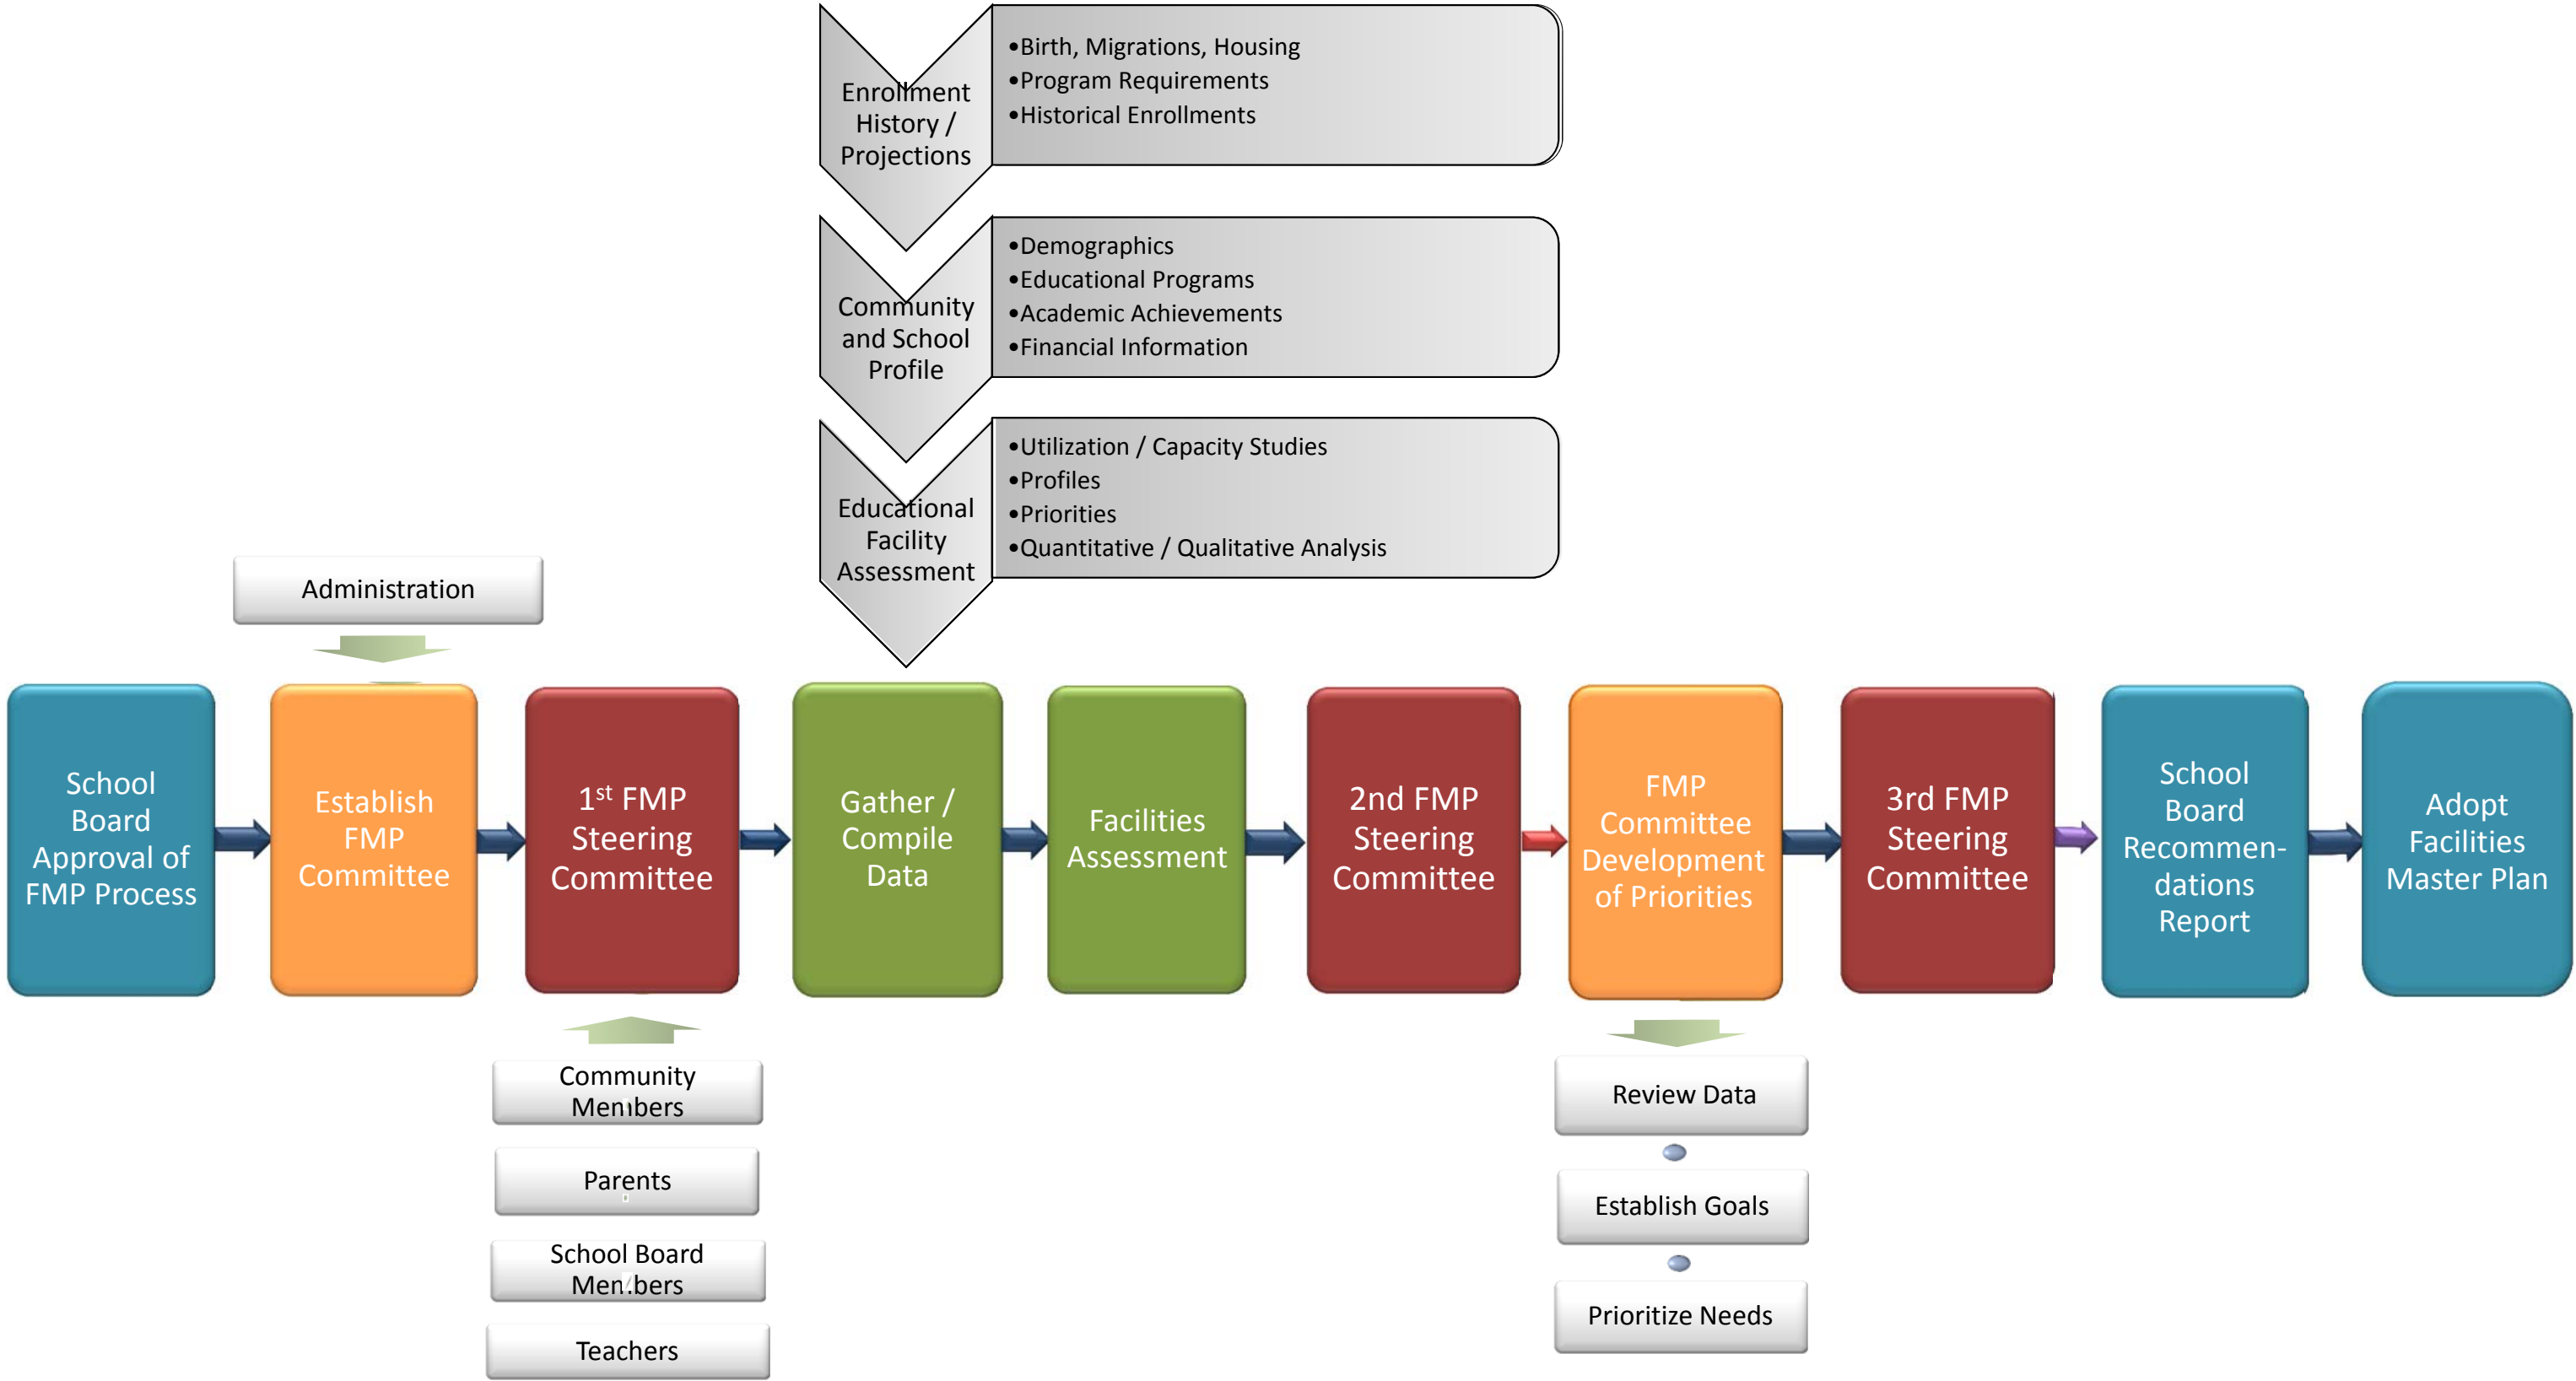 Enrollment
History /
Projections
•Birth, Migrations, Housing
•Program Requirements
•Historical Enrollments
Community
and School
Profile
•Demographics
•Educational Programs
•Academic Achievements
•Financial Information
Educational
Facility
Assessment
•Utilization / Capacity Studies
•Profiles
•Priorities
•Quantitative / Qualitative Analysis
Administration
School
Board
Approval of
FMP Process
Establish
FMP
Committee
1st FMP
Steering
Committee
Gather /
Compile
Data
Facilities
Assessment
2nd FMP
Steering
Committee
FMP
Committee
Development
of Priorities
3rd FMP
Steering
Committee
School
Board
Recommen-
dations
Report
Adopt
Facilities
Master Plan
Community
Members
Parents
School Board
Members
Teachers
Review Data
Establish Goals
Prioritize Needs